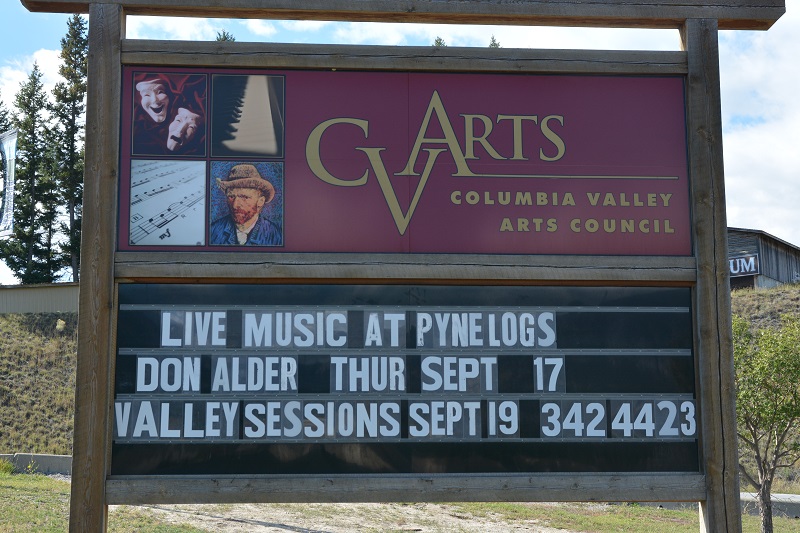 CV ARTS
COLUMBIA VALLEY
ARTS COUNCIL
UM
LIVE MUSIC AT PYNELOGS
DON ALDER THUR SEPT 17
VALLEY SESSIONS SEPT 19 342 4423